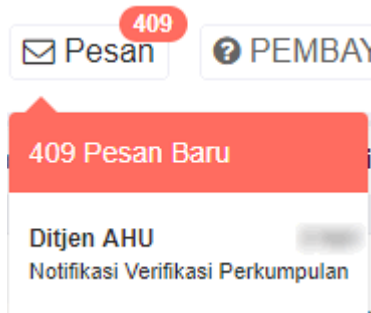 409
Pesan
PEMBAY
409 Pesan Baru
Ditjen AHU
Notifikasi Verifikasi Perkumpulan